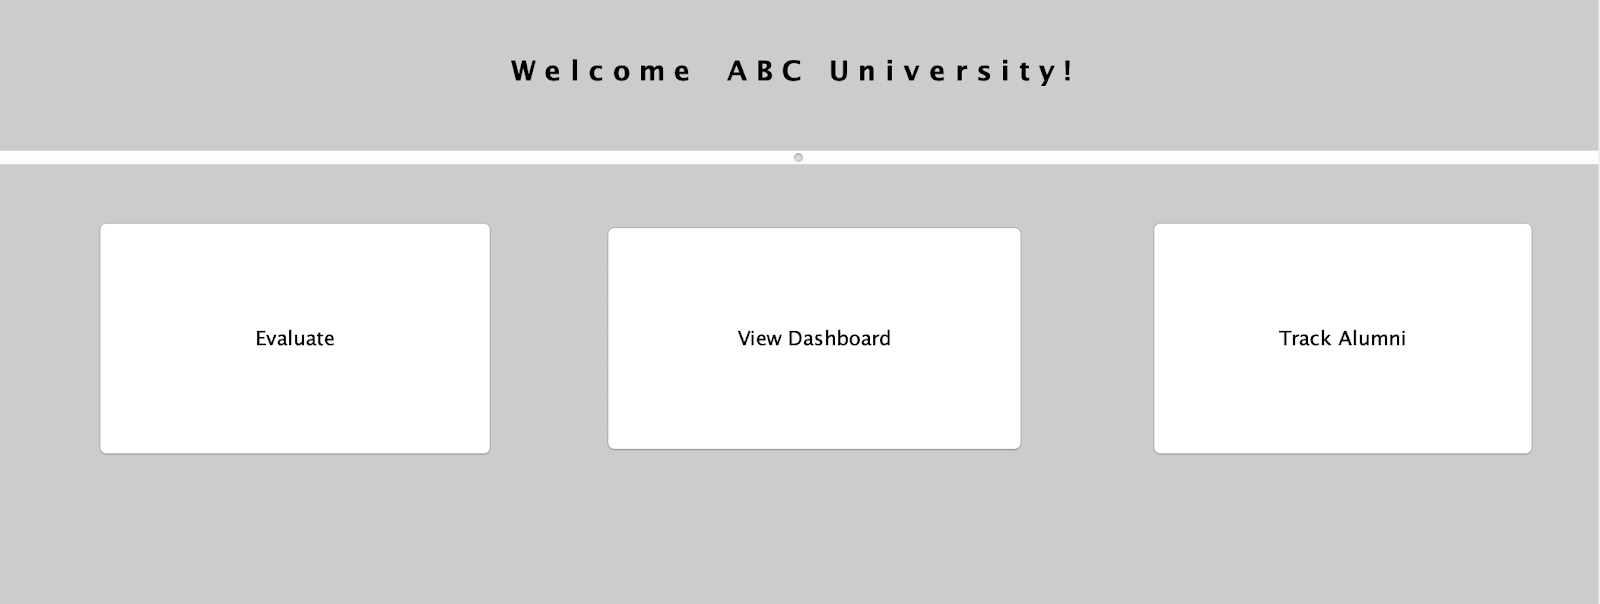 Welcome ABC University!
Evaluate
View Dashboard
Track Alumni